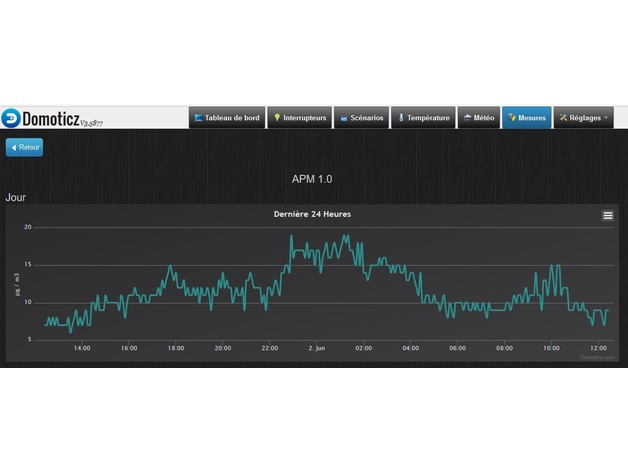 Domoticz V3.5877
Tableau de bord Interrupteurs Scénarios Température Météo Mesures Réglages
Retour
APM 1.0
Jour
Dernière 24 Heures
µg / m3
20
15
10
5
14:00 16:00 18:00 20:00 22:00 2. Jun 02:00 04:00 06:00 08:00 10:00 12:00
Domoticz.com